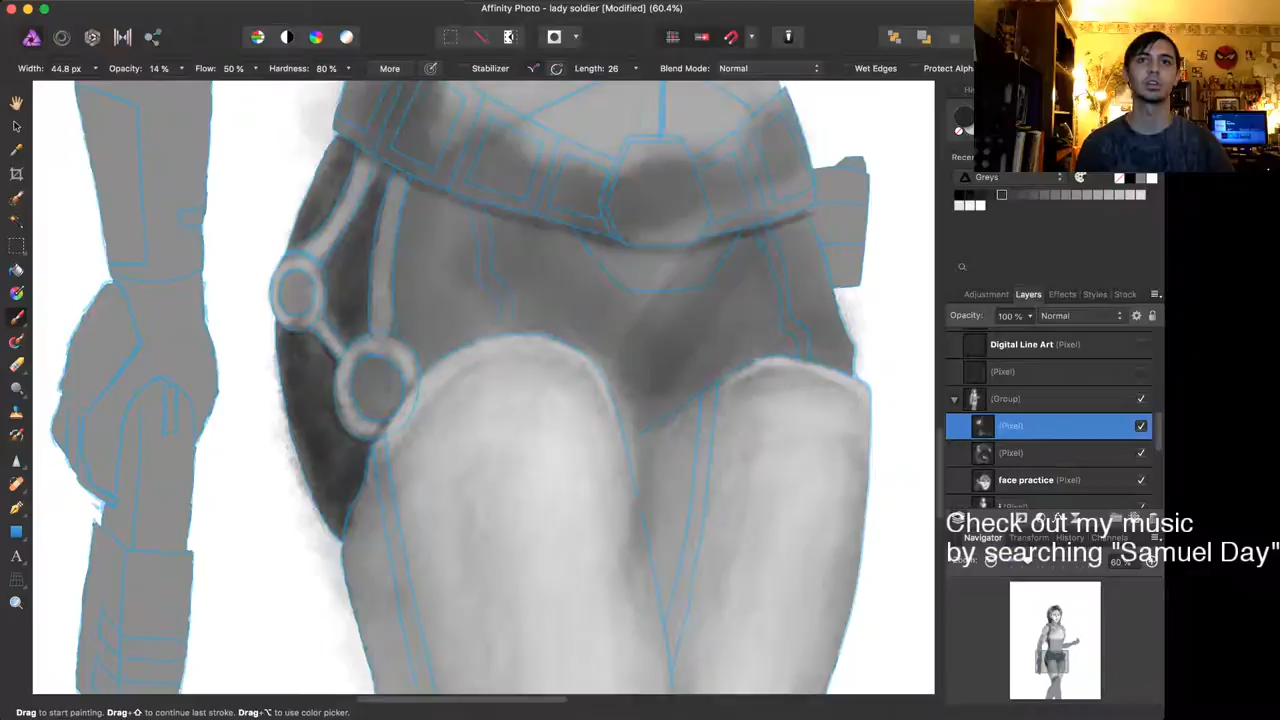 Affinity Photo - lady soldier [Modified] (60.4%)
Width: 44.8 px Opacity: 14 % Flow: 50 % Hardness: 80 % More Stabilizer Length: 26 Blend Mode: Normal Wet Edges Protect Alpha
Greys
Adjustment Layers Effects Styles Stock
Opacity: 100 % Normal
Digital Line Art (Pixel)
(Pixel)
(Group)
(Pixel)
(Pixel)
face practice (Pixel)
Check out my music
Navigator Transform History Channels
by searching "Samuel Day"
Zoom: 60 %
Drag to start painting. Drag+⇧ to continue last stroke. Drag+⌥ to use color picker.